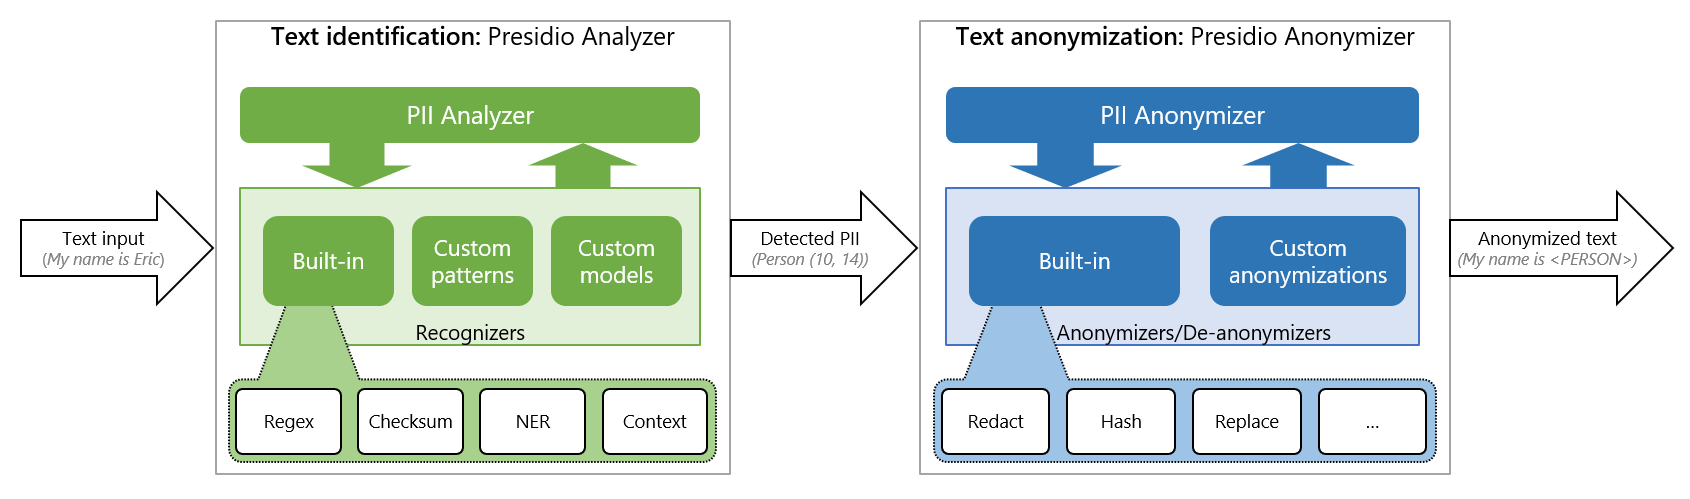 Text identification: Presidio Analyzer
PII Analyzer
Text input
(My name is Eric)
Built-in
Custom
patterns
Custom
models
Recognizers
Regex
Checksum
NER
Context
Detected PII
(Person (10, 14))
Text anonymization: Presidio Anonymizer
PII Anonymizer
Built-in
Custom
anonymizations
Anonymizers/De-anonymizers
Redact
Hash
Replace
...
Anonymized text
(My name is <PERSON>)